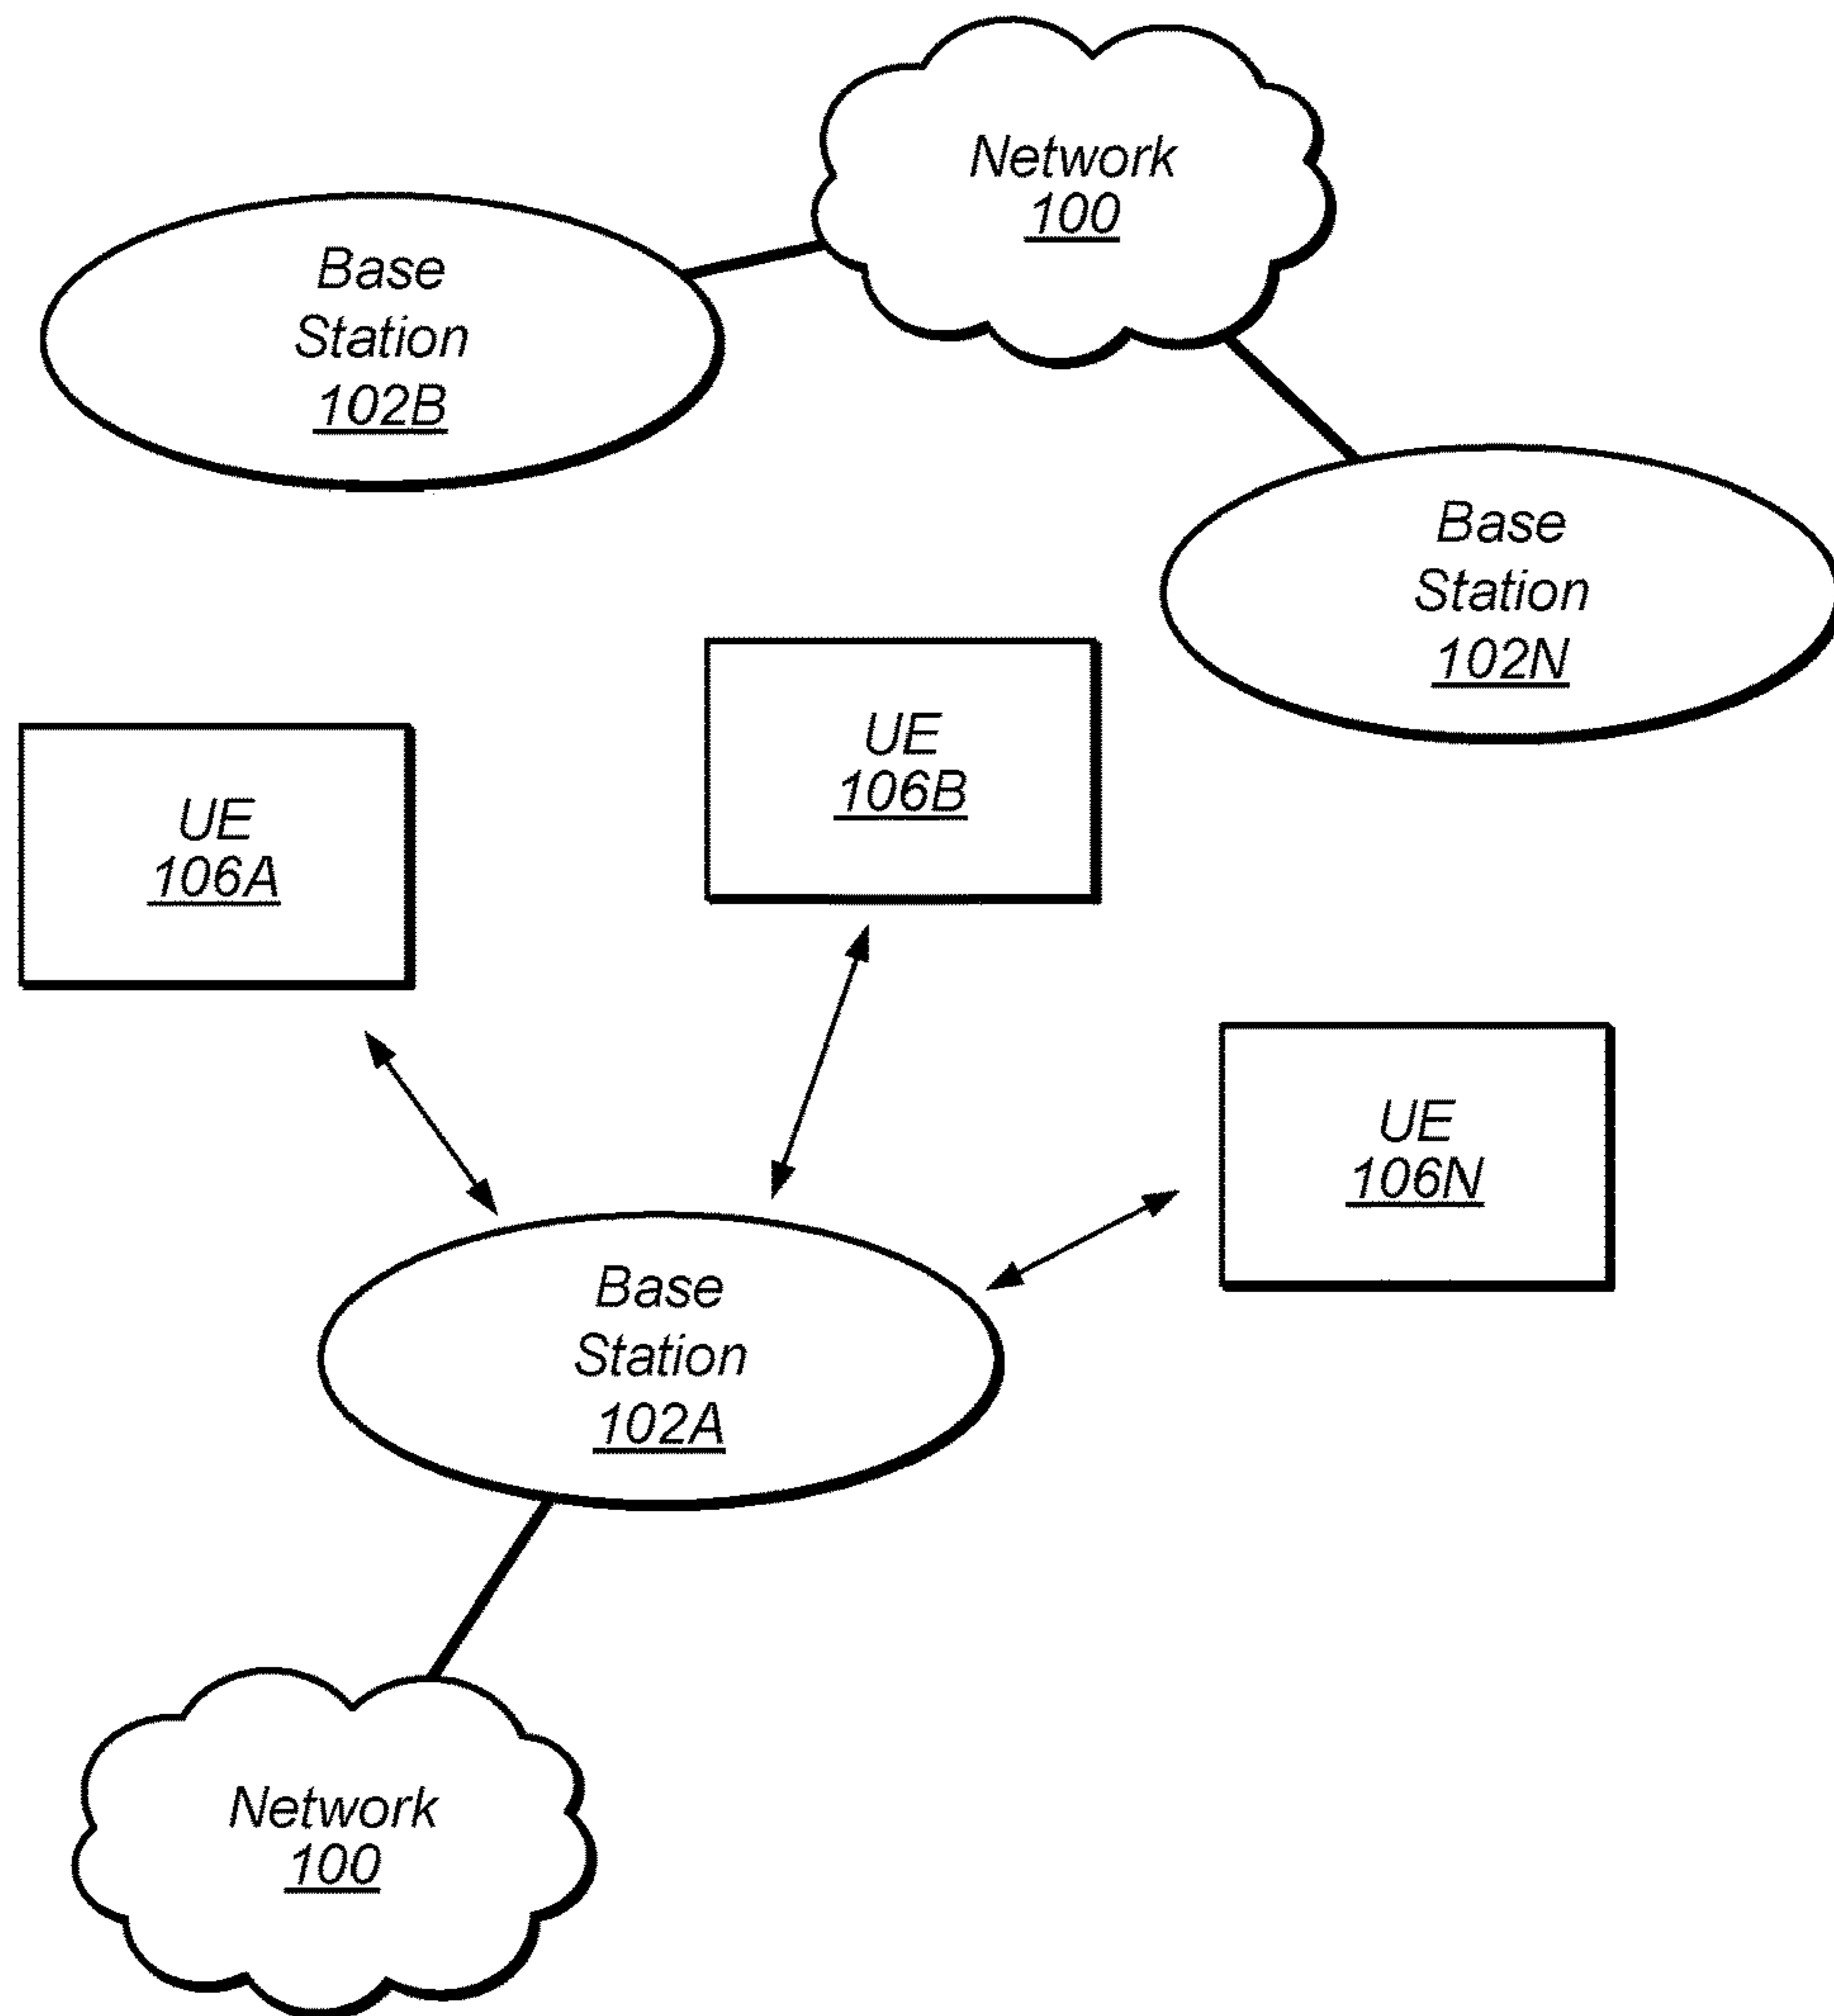 Network
100
Base
Station
102B
Base
Station
102N
UE
106B
UE
106A
UE
106N
Base
Station
102A
Network
100